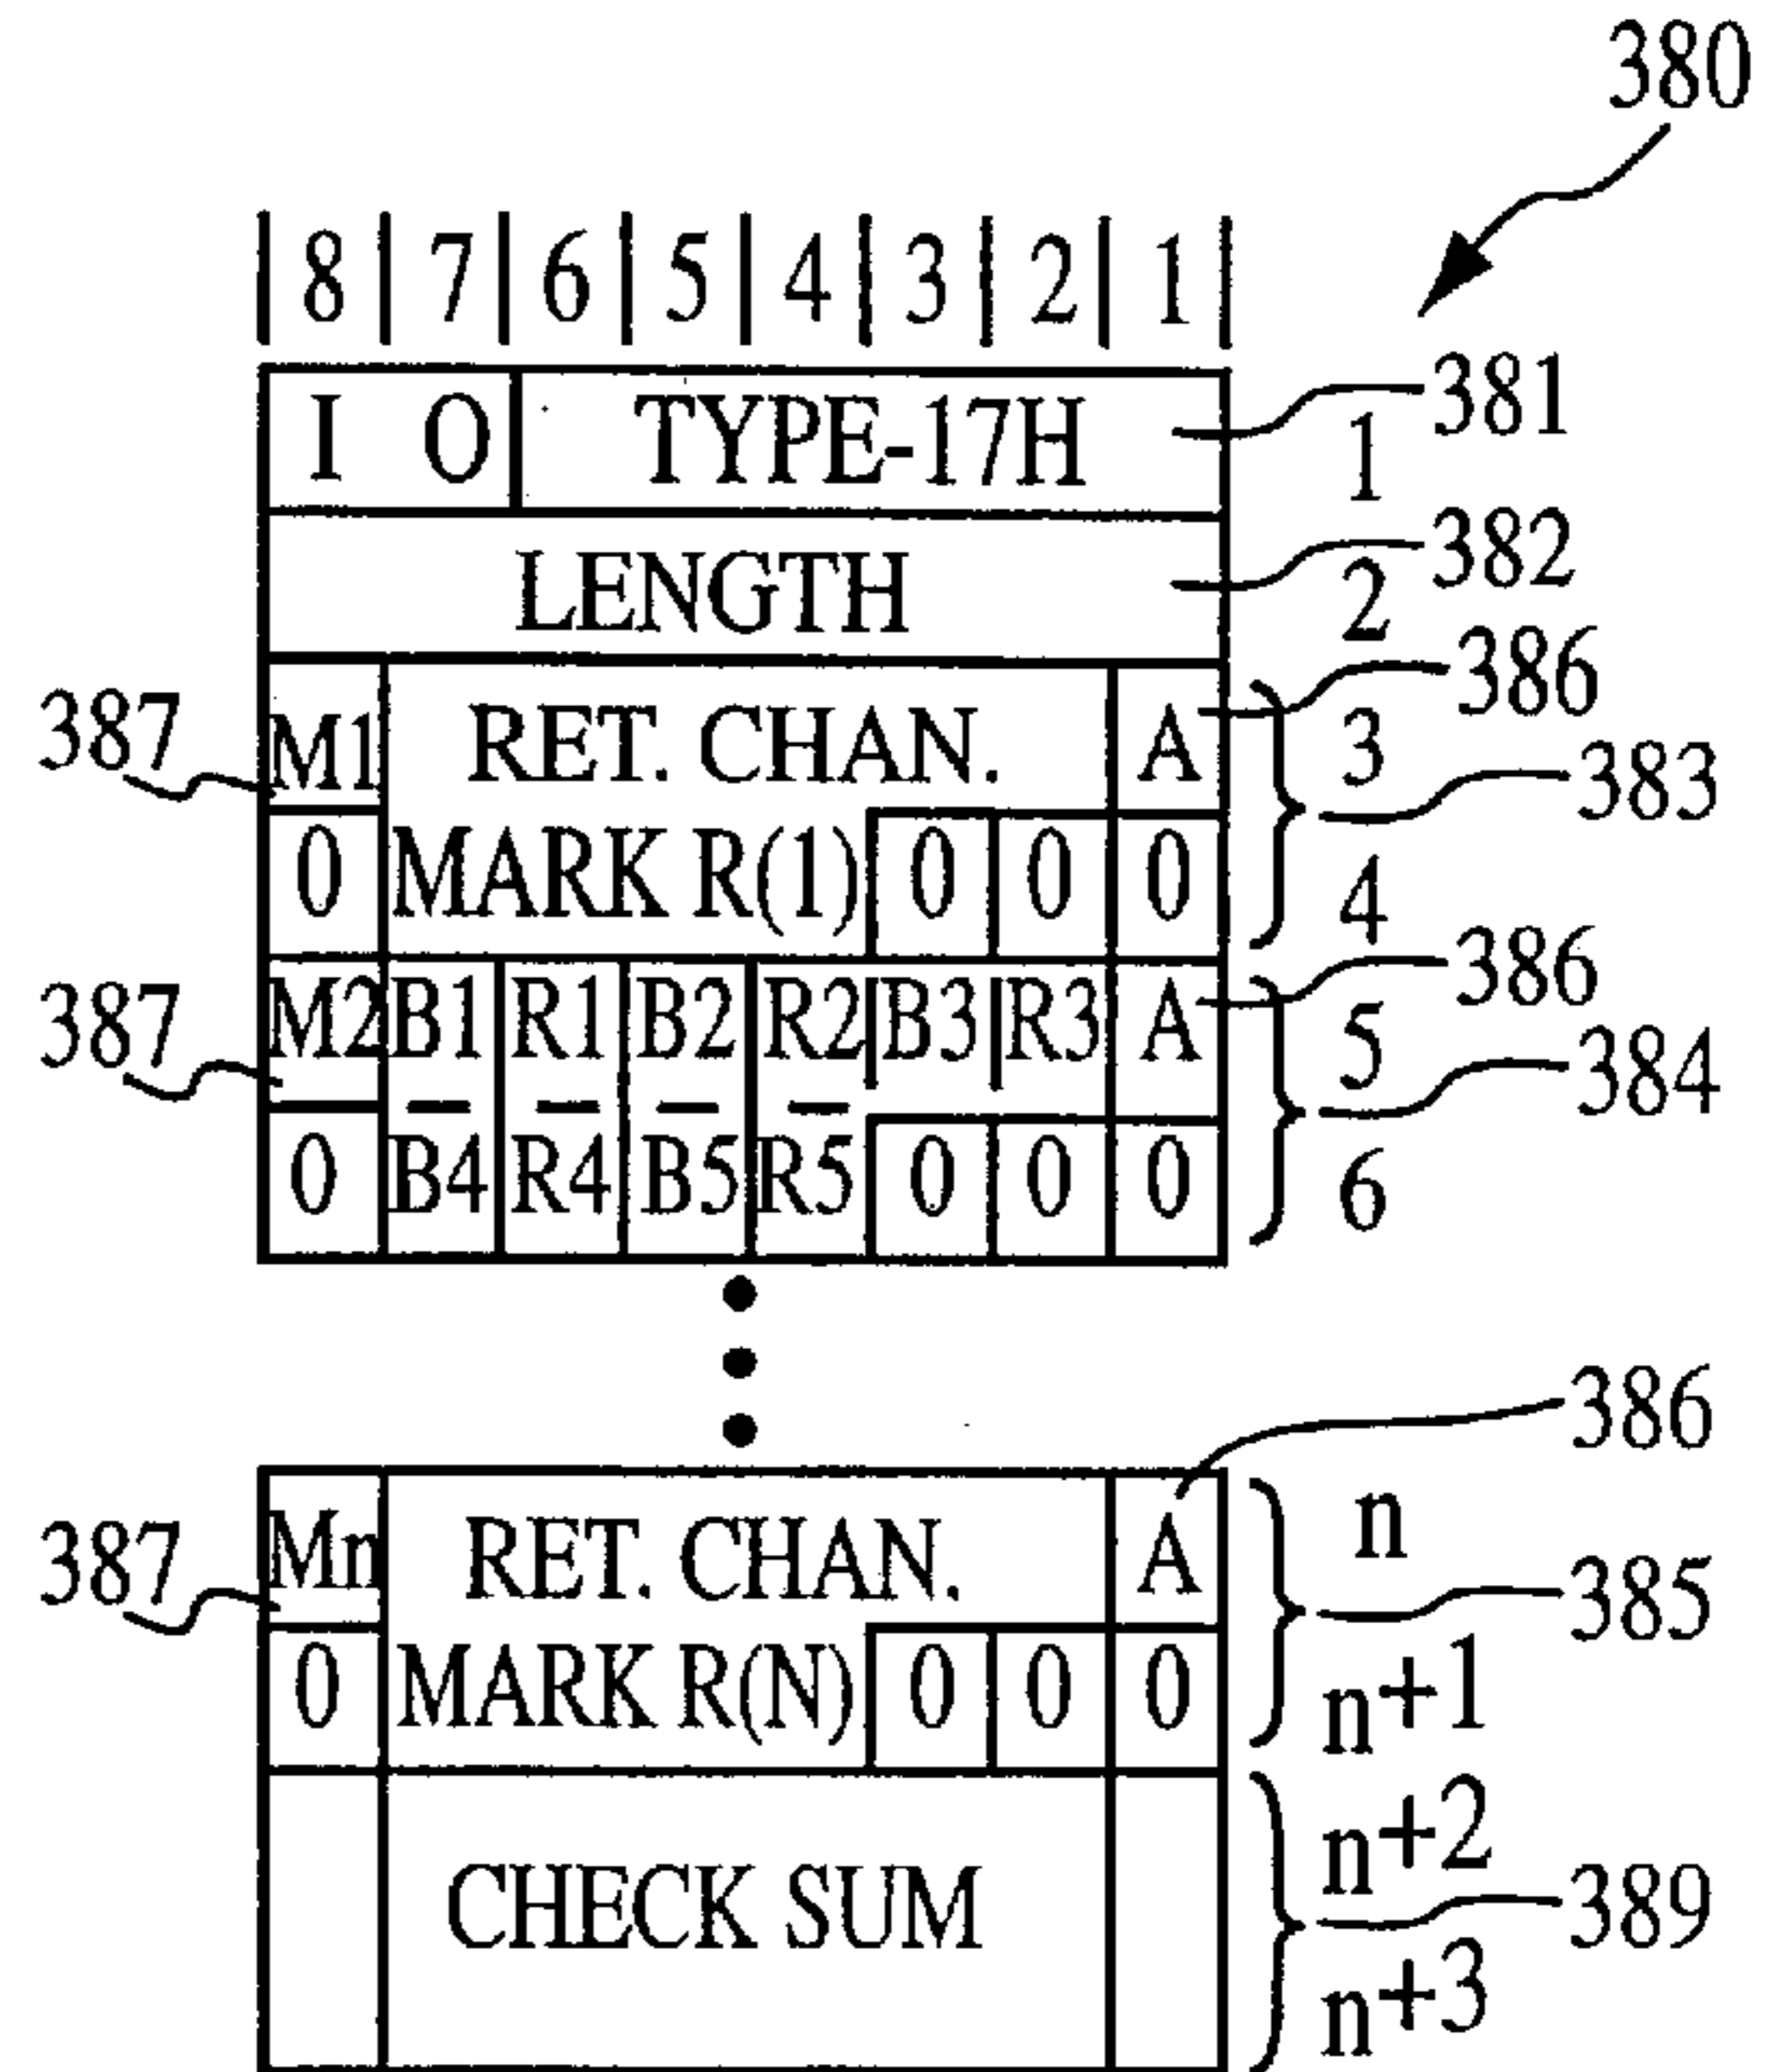 380
8 7 6 5 4 3 2 1
I O TYPE-17H 381
1
LENGTH 382
2
387 M1 RET. CHAN. A 386
3
383
0 MARK R(1) 0 0 0 4
387 M2 B1 R1 B2 R2 B3 R3 A 386
5
384
0 B4 R4 B5 R5 0 0 0 6
386
387 Mn RET. CHAN. A n
385
0 MARK R(N) 0 0 0 n+1
n+2
CHECK SUM 389
n+3